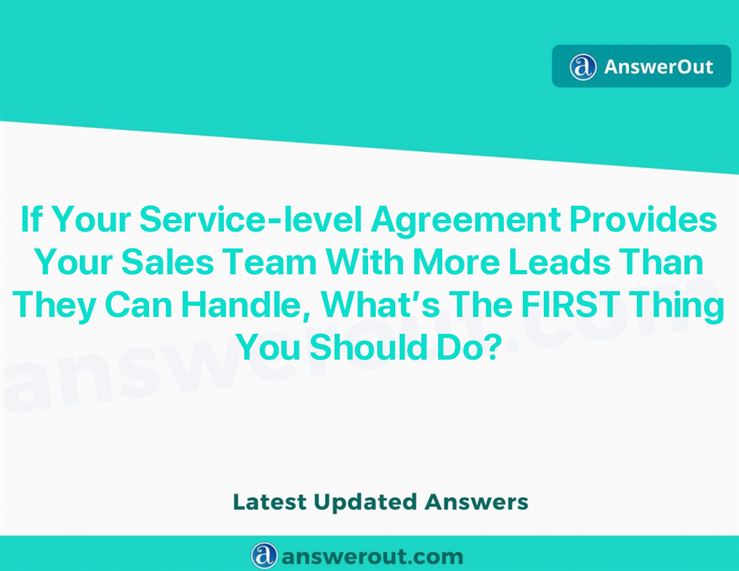 AnswerOut
If Your Service-level Agreement Provides
Your Sales Team With More Leads Than
They Can Handle, What's The FIRST Thing
You Should Do?
answerout.com
Latest Updated Answers
answerout.com